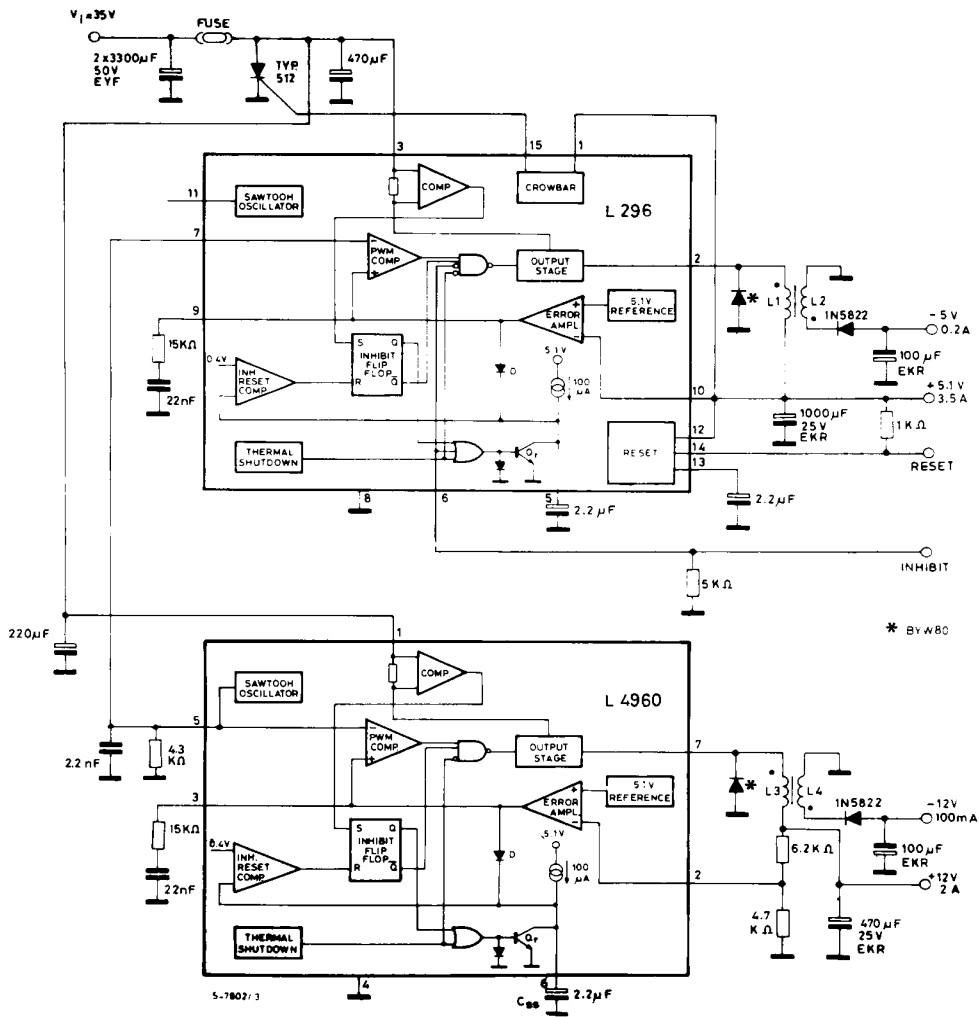 Vi =35V
FUSE
2 x3300µF
50V
EYF
TYP.
512
470µF
3
15
1
11
SAWTOOH
OSCILLATOR
COMP
CROWBAR
L 296
7
PWM
COMP
OUTPUT
STAGE
2
5.1V
REFERENCE
*
L1
L2
1N5822
-5V
0.2A
100µF
EKR
9
ERROR
AMPL.
15KΩ
22nF
0.4V
INH.
RESET
COMP.
S
Q
INHIBIT
FLIP
FLOP
R
Q
D
5.1V
100
µA
10
+5.1V
3.5A
1000µF
25V
EKR
1KΩ
12
RESET
14
13
RESET
THERMAL
SHUTDOWN
Qr
8
6
5
2.2µF
2.2µF
5KΩ
INHIBIT
* BYW80
220µF
1
SAWTOOH
OSCILLATOR
COMP
L 4960
5
2.2nF
4.3
KΩ
PWM
COMP.
OUTPUT
STAGE
7
5.1V
REFERENCE
*
L3
L4
1N5822
-12V
100mA
100µF
EKR
3
ERROR
AMPL.
15KΩ
22nF
0.4V
INH.
RESET
COMP.
S
Q
INHIBIT
FLIP
FLOP
R
Q
D
5.1V
100
µA
6.2KΩ
2
+12V
2 A
4.7
KΩ
470µF
25V
EKR
THERMAL
SHUTDOWN
Qr
4
6
Css
2.2µF
S-7802/3